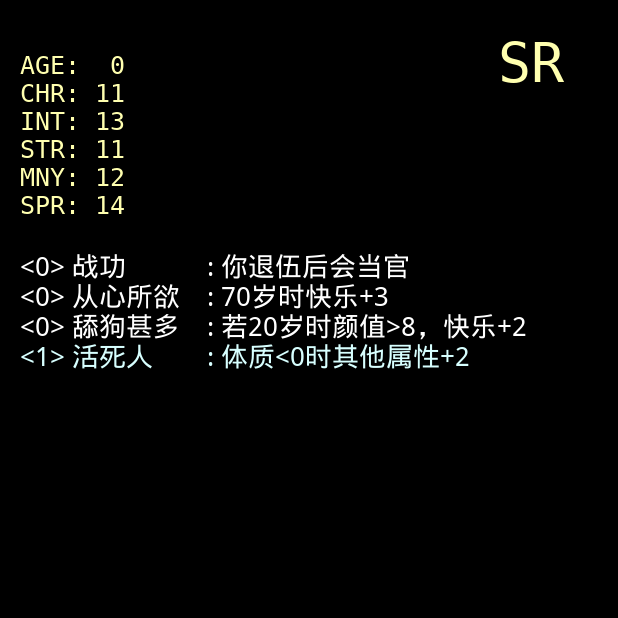 SR
AGE: 0
CHR: 11
INT: 13
STR: 11
MNY: 12
SPR: 14
<0> 战功 : 你退伍后会当官
<0> 从心所欲 : 70岁时快乐+3
<0> 舔狗甚多 : 若20岁时颜值>8，快乐+2
<1> 活死人 : 体质<0时其他属性+2